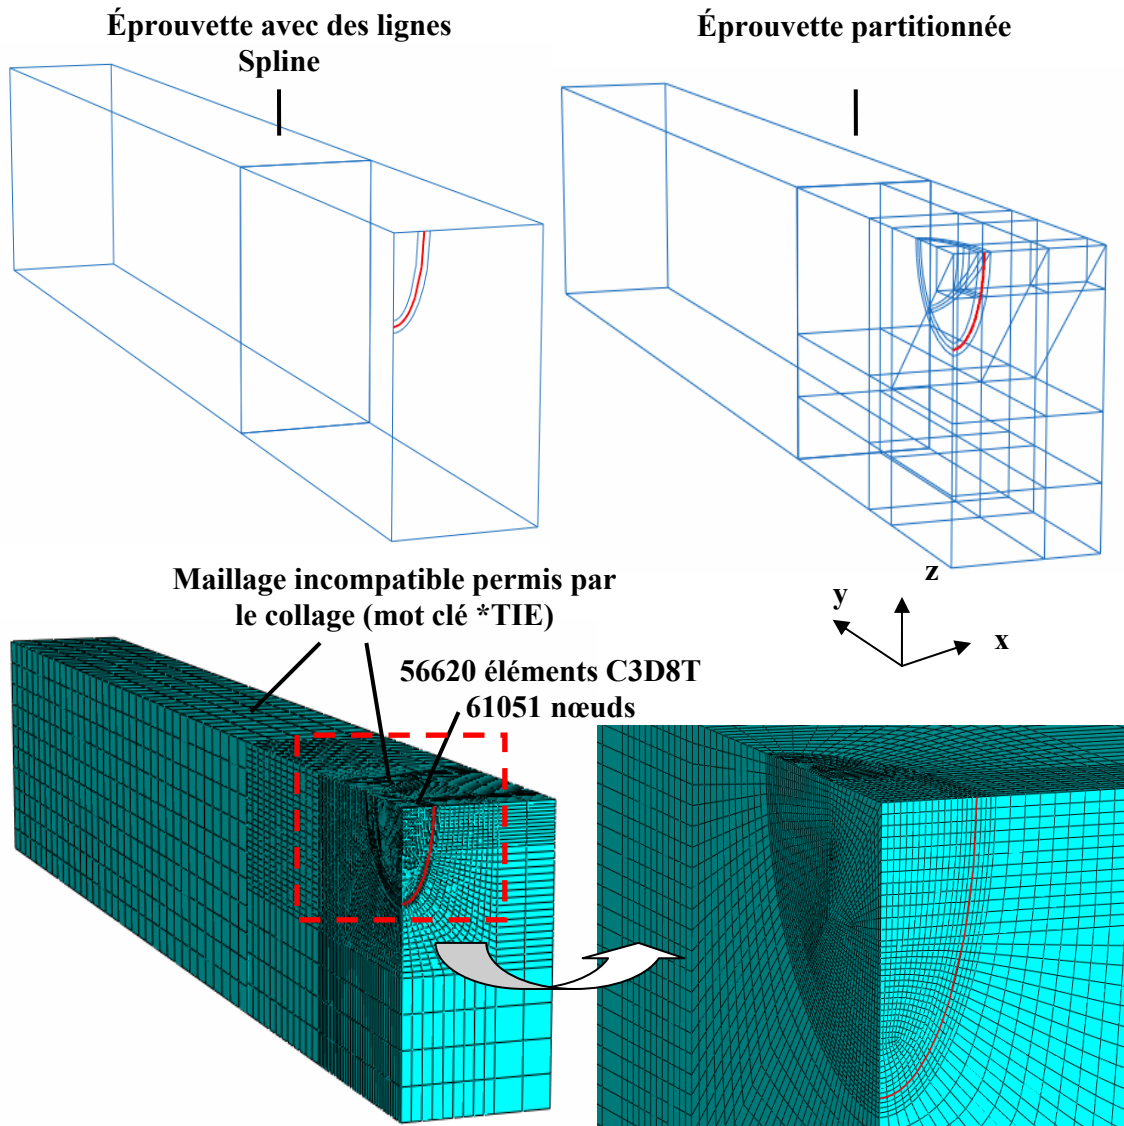 Éprouvette avec des lignes
Spline
Éprouvette partitionnée
Maillage incompatible permis par
le collage (mot clé *TIE)
56620 éléments C3D8T
61051 nœuds
z
y
x